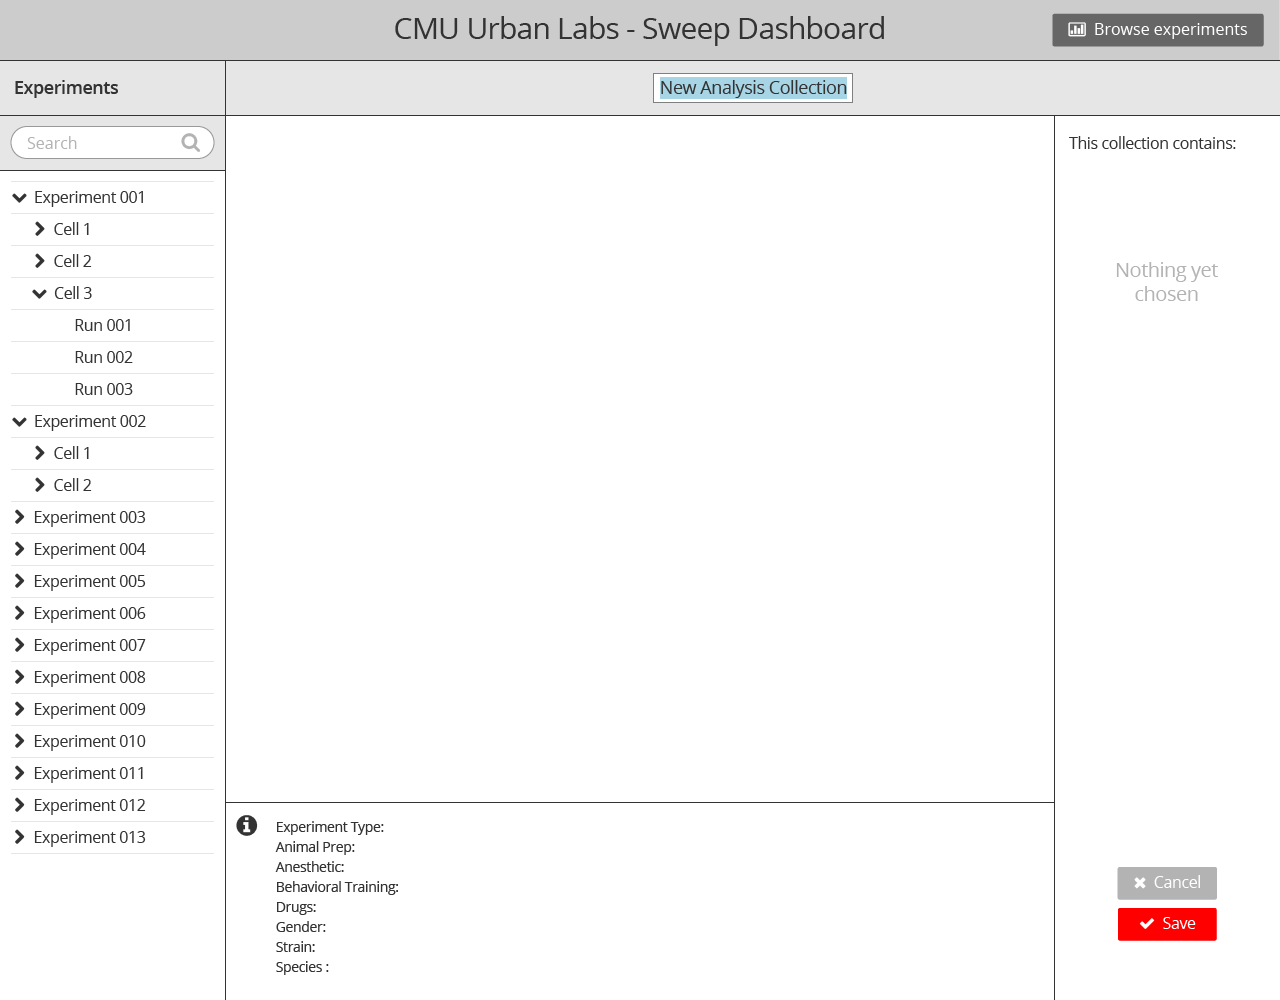 CMU Urban Labs - Sweep Dashboard
Browse experiments
Experiments
New Analysis Collection
Search
This collection contains:
Experiment 001
Cell 1
Cell 2
Cell 3
Run 001
Run 002
Run 003
Experiment 002
Cell 1
Cell 2
Experiment 003
Experiment 004
Experiment 005
Experiment 006
Experiment 007
Experiment 008
Experiment 009
Experiment 010
Experiment 011
Experiment 012
Experiment 013
Nothing yet
chosen
Experiment Type:
Animal Prep:
Anesthetic:
Behavioral Training:
Drugs:
Gender:
Strain:
Species :
Cancel
Save